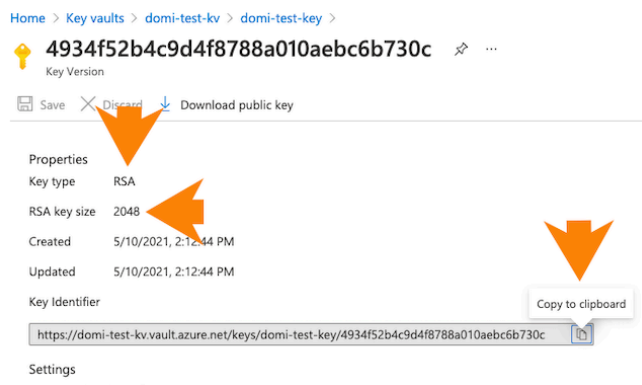 Home > Key vaults > domi-test-kv > domi-test-key >
4934f52b4c9d4f8788a010aebc6b730c ...
Key Version
Save Discard Download public key
Properties
Key type RSA
RSA key size 2048
Created 5/10/2021, 2:12:44 PM
Updated 5/10/2021, 2:12:44 PM
Key Identifier
Copy to clipboard
https://domi-test-kv.vault.azure.net/keys/domi-test-key/4934f52b4c9d4f8788a010aebc6b730c
Settings